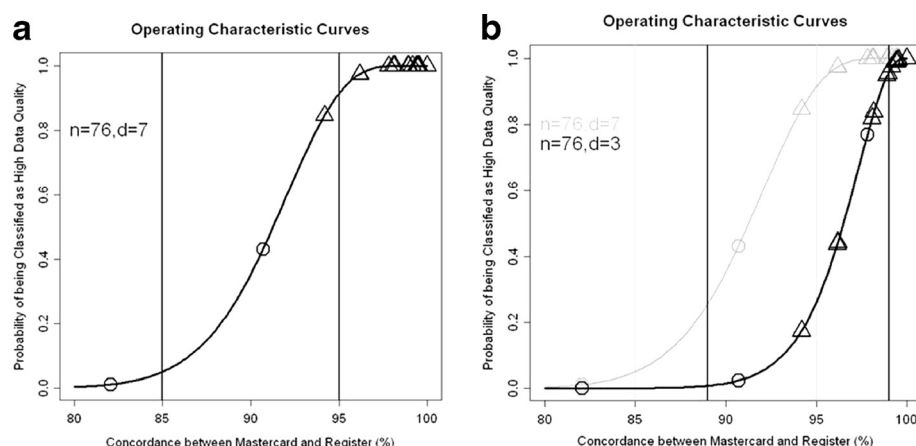 a
Operating Characteristic Curves
Probability of being Classified as High Data Quality
1.0
0.8
0.6
0.4
0.2
0.0
n=76,d=7
80
85
90
95
100
Concordance between Mastercard and Register (%)
b
Operating Characteristic Curves
Probability of being Classified as High Data Quality
1.0
0.8
0.6
0.4
0.2
0.0
n=76,d=7
n=76,d=3
80
85
90
95
100
Concordance between Mastercard and Register (%)